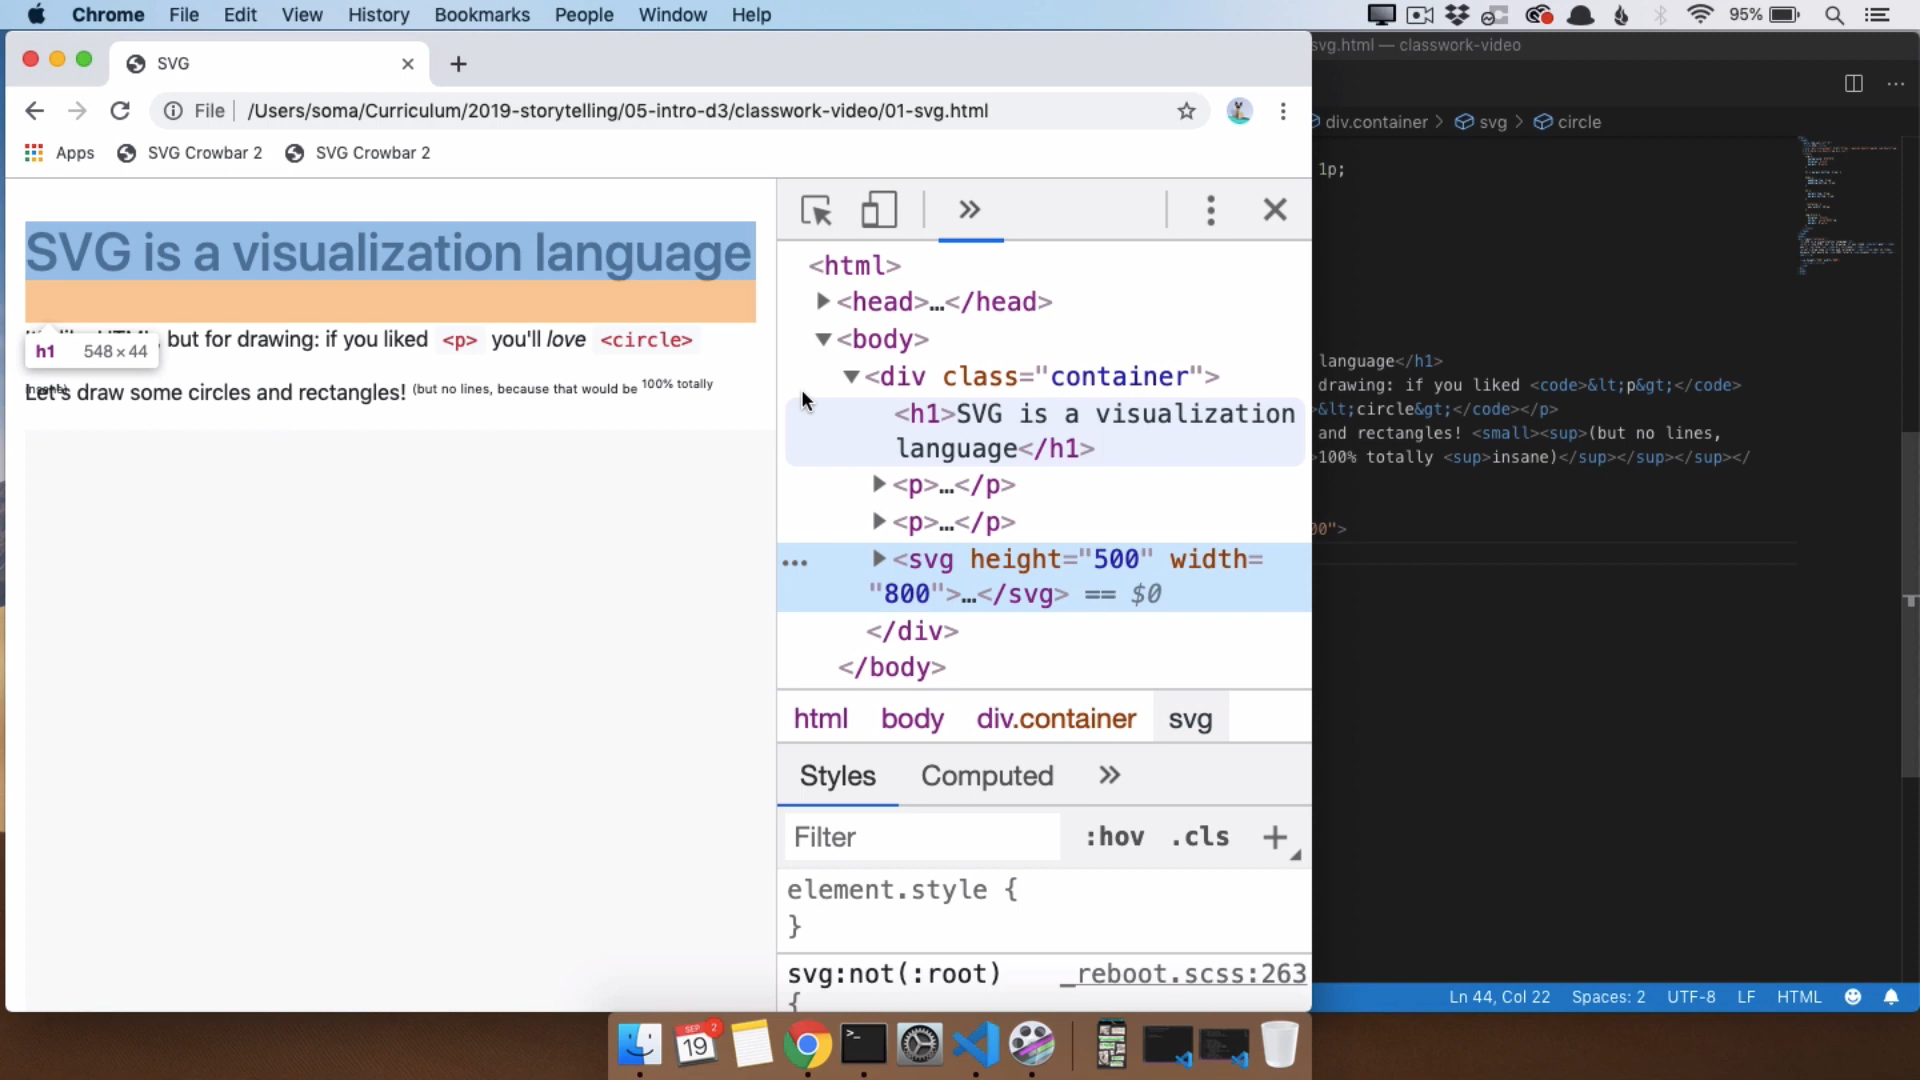 Chrome File Edit View History Bookmarks People Window Help 95%
SVG
File /Users/soma/Curriculum/2019-storytelling/05-intro-d3/classwork-video/01-svg.html
Apps SVG Crowbar 2 SVG Crowbar 2
SVG is a visualization language
but for drawing: if you liked <p> you'll love <circle>
h1 548×44
Let's draw some circles and rectangles! (but no lines, because that would be 100% totally
insane)
<html>
<head>…</head>
<body>
<div class="container">
<h1>SVG is a visualization
language</h1>
<p>…</p>
<p>…</p>
<svg height="500" width=
"800">…</svg> == $0
</div>
</body>
html body div.container svg
Styles Computed
Filter :hov .cls
element.style {
}
svg:not(:root) _reboot.scss:263
{
svg.html — classwork-video
div.container > svg > circle
1p;
language</h1>
drawing: if you liked <code>&lt;p&gt;</code>
>&lt;circle&gt;</code></p>
and rectangles! <small><sup>(but no lines,
>100% totally <sup>insane)</sup></sup></sup></
00">
Ln 44, Col 22 Spaces: 2 UTF-8 LF HTML
SEP 2
19